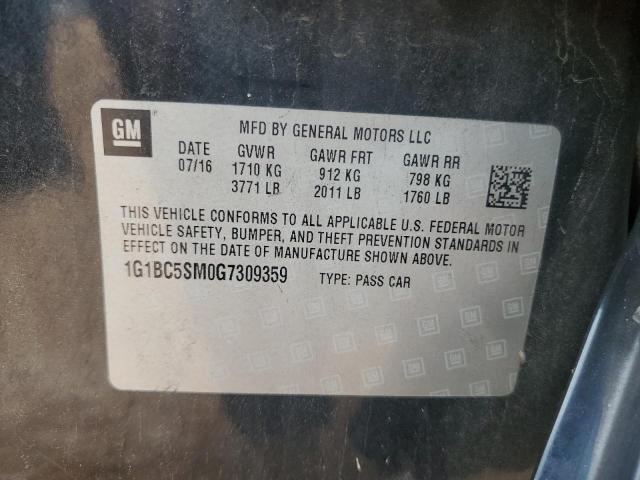 GM
MFD BY GENERAL MOTORS LLC
DATE GVWR GAWR FRT GAWR RR
07/16 1710 KG 912 KG 798 KG
3771 LB 2011 LB 1760 LB
THIS VEHICLE CONFORMS TO ALL APPLICABLE U.S. FEDERAL MOTOR
VEHICLE SAFETY, BUMPER, AND THEFT PREVENTION STANDARDS IN
EFFECT ON THE DATE OF MANUFACTURE SHOWN ABOVE.
1G1BC5SM0G7309359 TYPE: PASS CAR